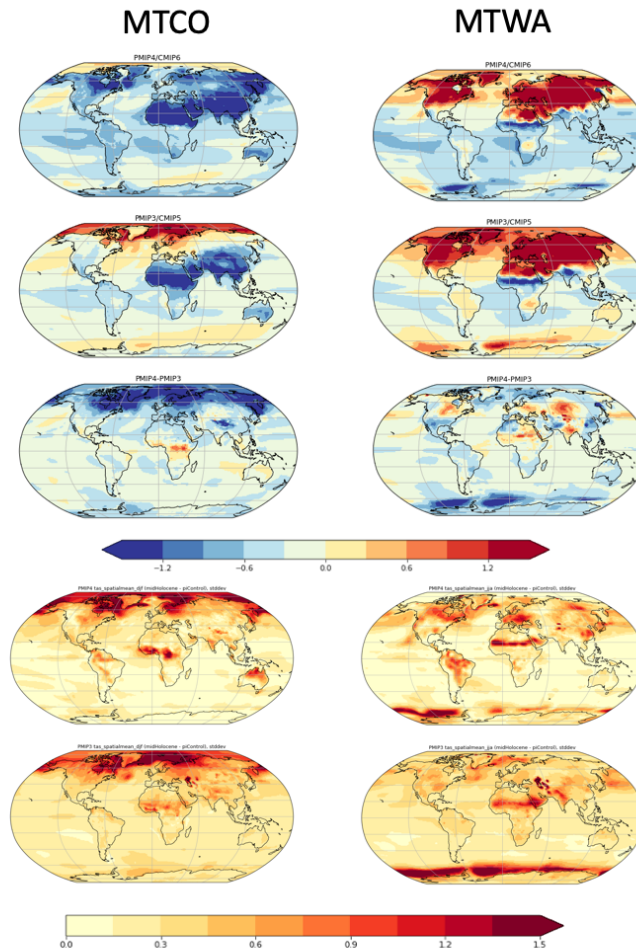 MTCO MTWA
PMIP4/CMIP6
PMIP4/CMIP6
PMIP3/CMIP5
PMIP3/CMIP5
PMIP4-PMIP3
PMIP4-PMIP3
−1.2 −0.6 0.0 0.6 1.2
PMIP4 tas_spatialmean_djf (midHolocene - piControl), stddev
PMIP4 tas_spatialmean_jja (midHolocene - piControl), stddev
PMIP3 tas_spatialmean_djf (midHolocene - piControl), stddev
PMIP3 tas_spatialmean_jja (midHolocene - piControl), stddev
0.0 0.3 0.6 0.9 1.2 1.5